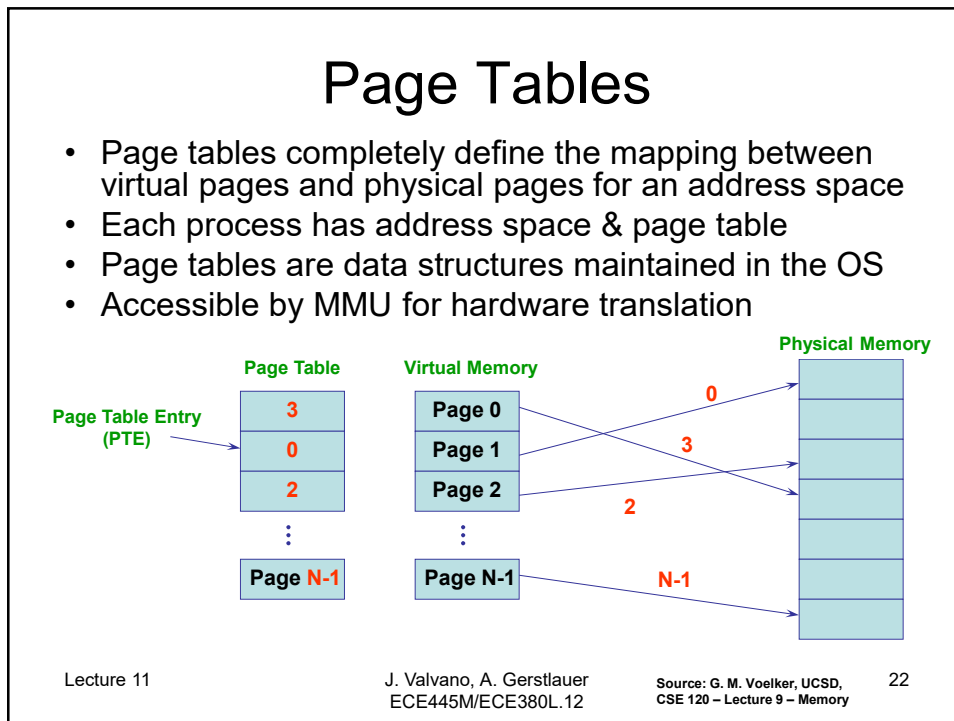 Page Tables
• Page tables completely define the mapping between
virtual pages and physical pages for an address space
• Each process has address space & page table
• Page tables are data structures maintained in the OS
• Accessible by MMU for hardware translation
Physical Memory
Page Table
Virtual Memory
Page Table Entry
(PTE)
3
0
2
⋮
Page N-1
Page 0
Page 1
Page 2
⋮
Page N-1
0
3
2
N-1
Lecture 11
J. Valvano, A. Gerstlauer
ECE445M/ECE380L.12
Source: G. M. Voelker, UCSD,
CSE 120 – Lecture 9 – Memory
22